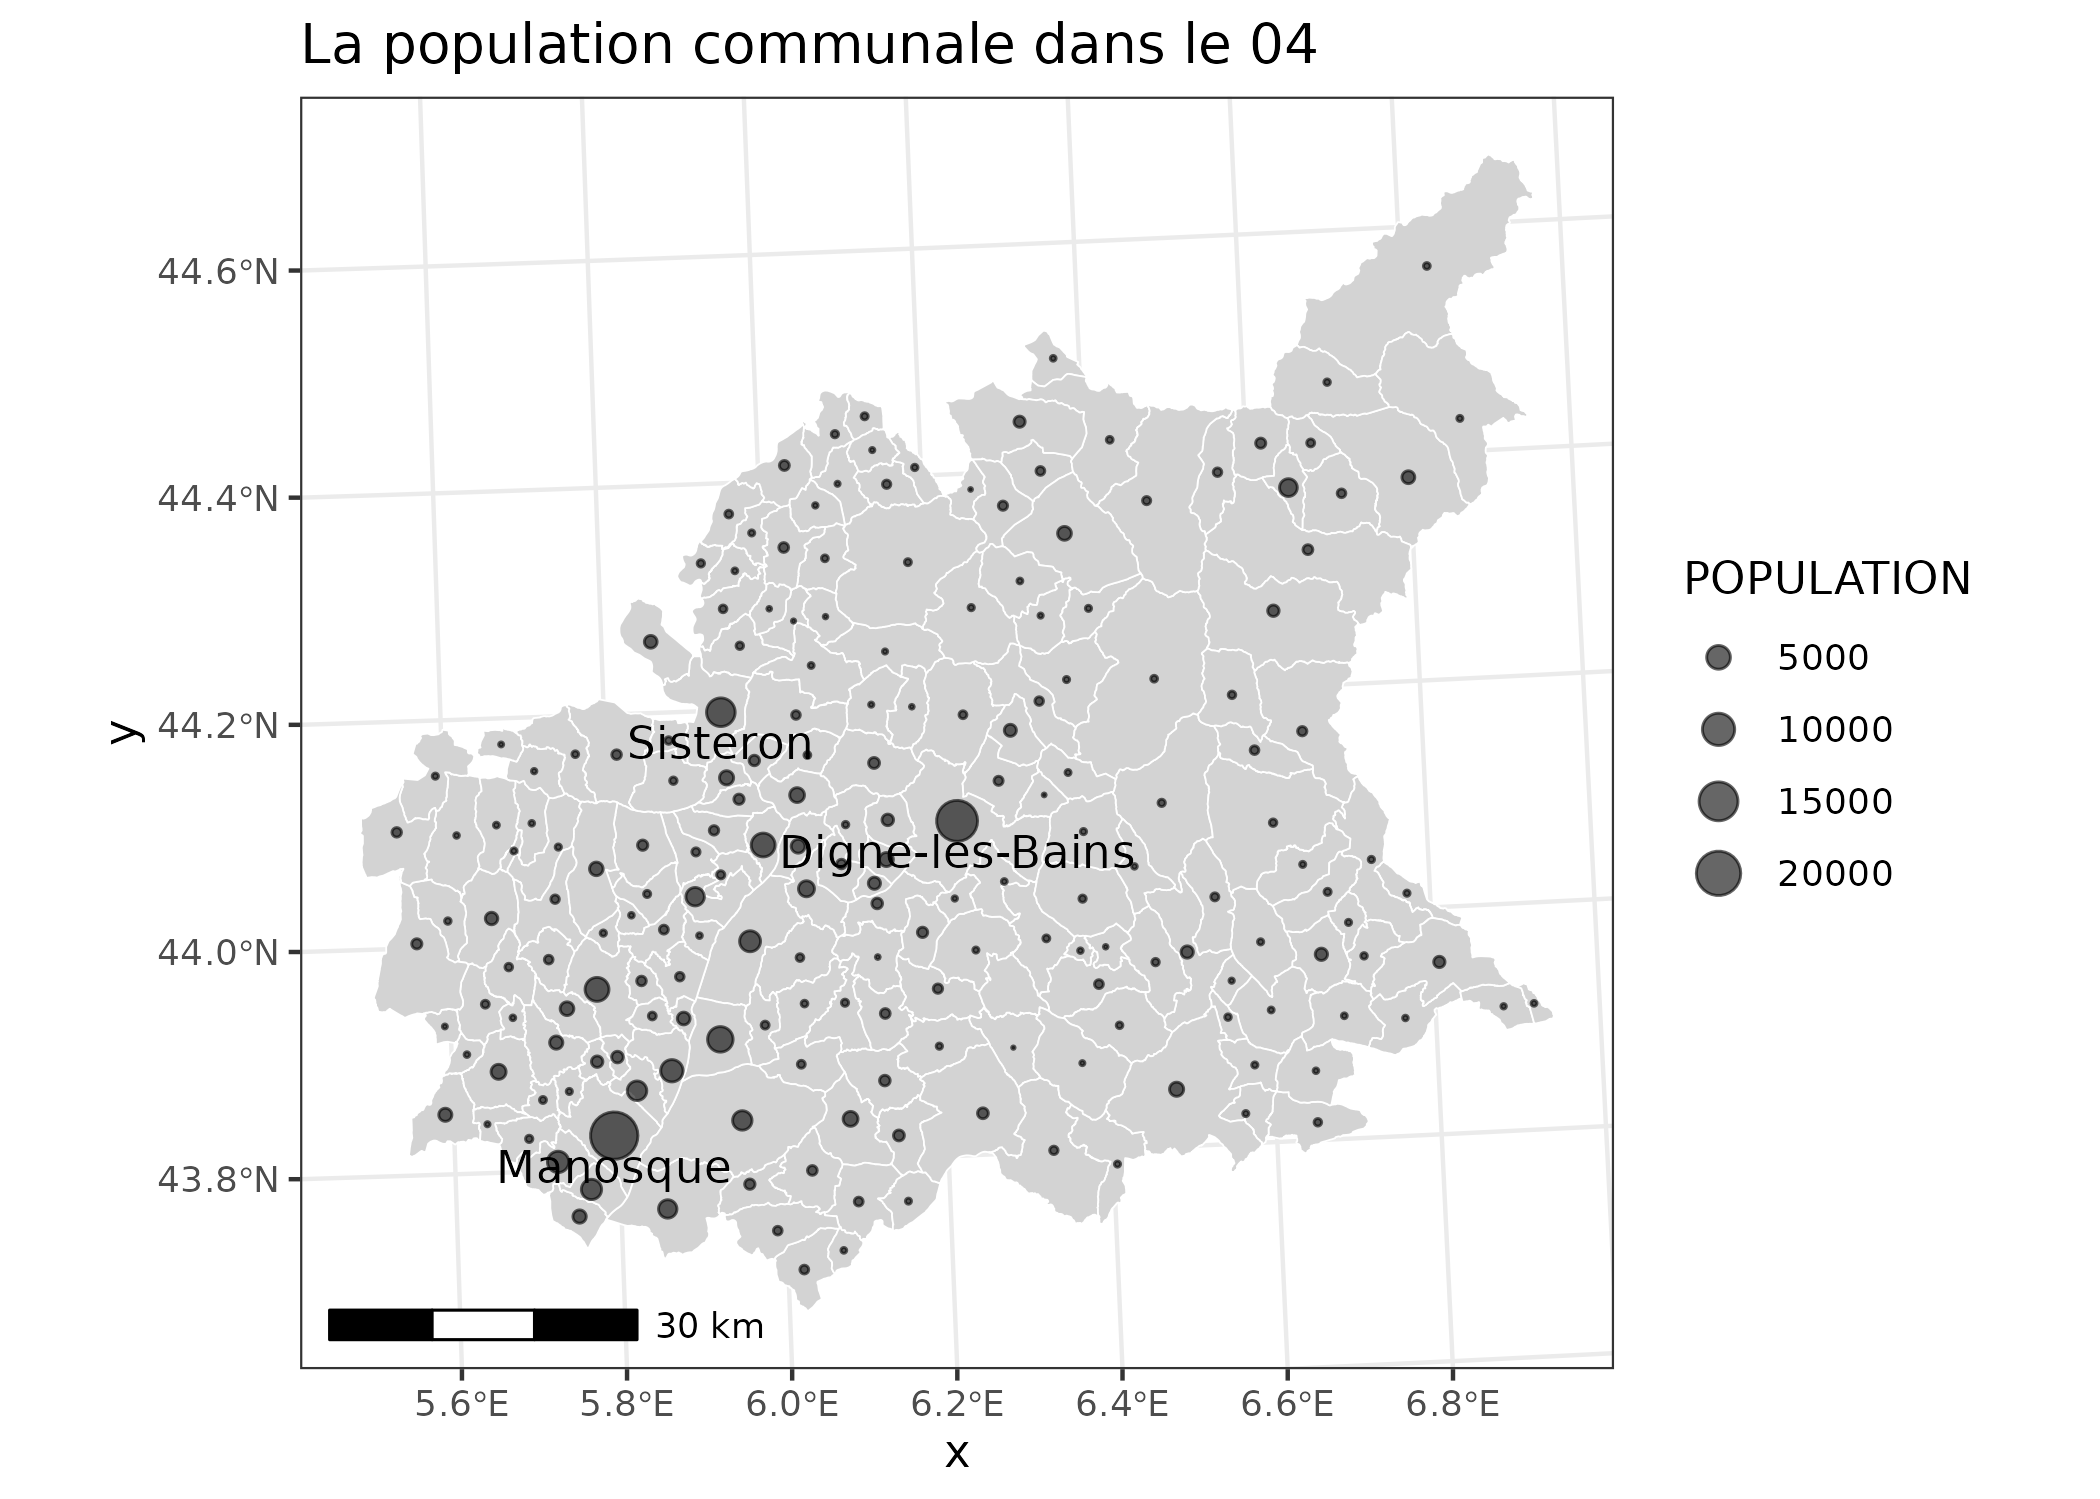 La population communale dans le 04
44.6°N
44.4°N
44.2°N
44.0°N
43.8°N
y
Sisteron
Digne-les-Bains
Manosque
30 km
5.6°E
5.8°E
6.0°E
6.2°E
6.4°E
6.6°E
6.8°E
x
POPULATION
5000
10000
15000
20000